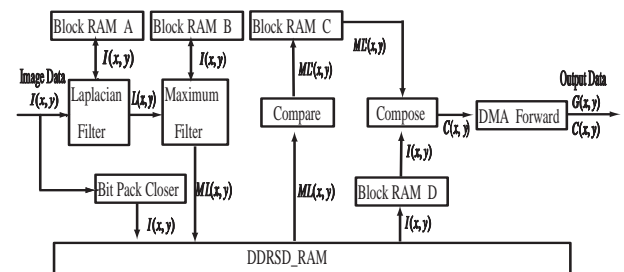 Block RAM A
Block RAM B
Block RAM C
I(x, y)
I(x, y)
ML'(x, y)
ML'(x, y)
Image Data
I(x, y)
Laplacian
Filter
L(x, y)
Maximum
Filter
Compare
Compose
C(x, y)
DMA Forward
Output Data
G(x, y)
C(x, y)
I(x, y)
Bit Pack Closer
ML(x, y)
ML(x, y)
Block RAM D
I(x, y)
I(x, y)
DDRSD_RAM